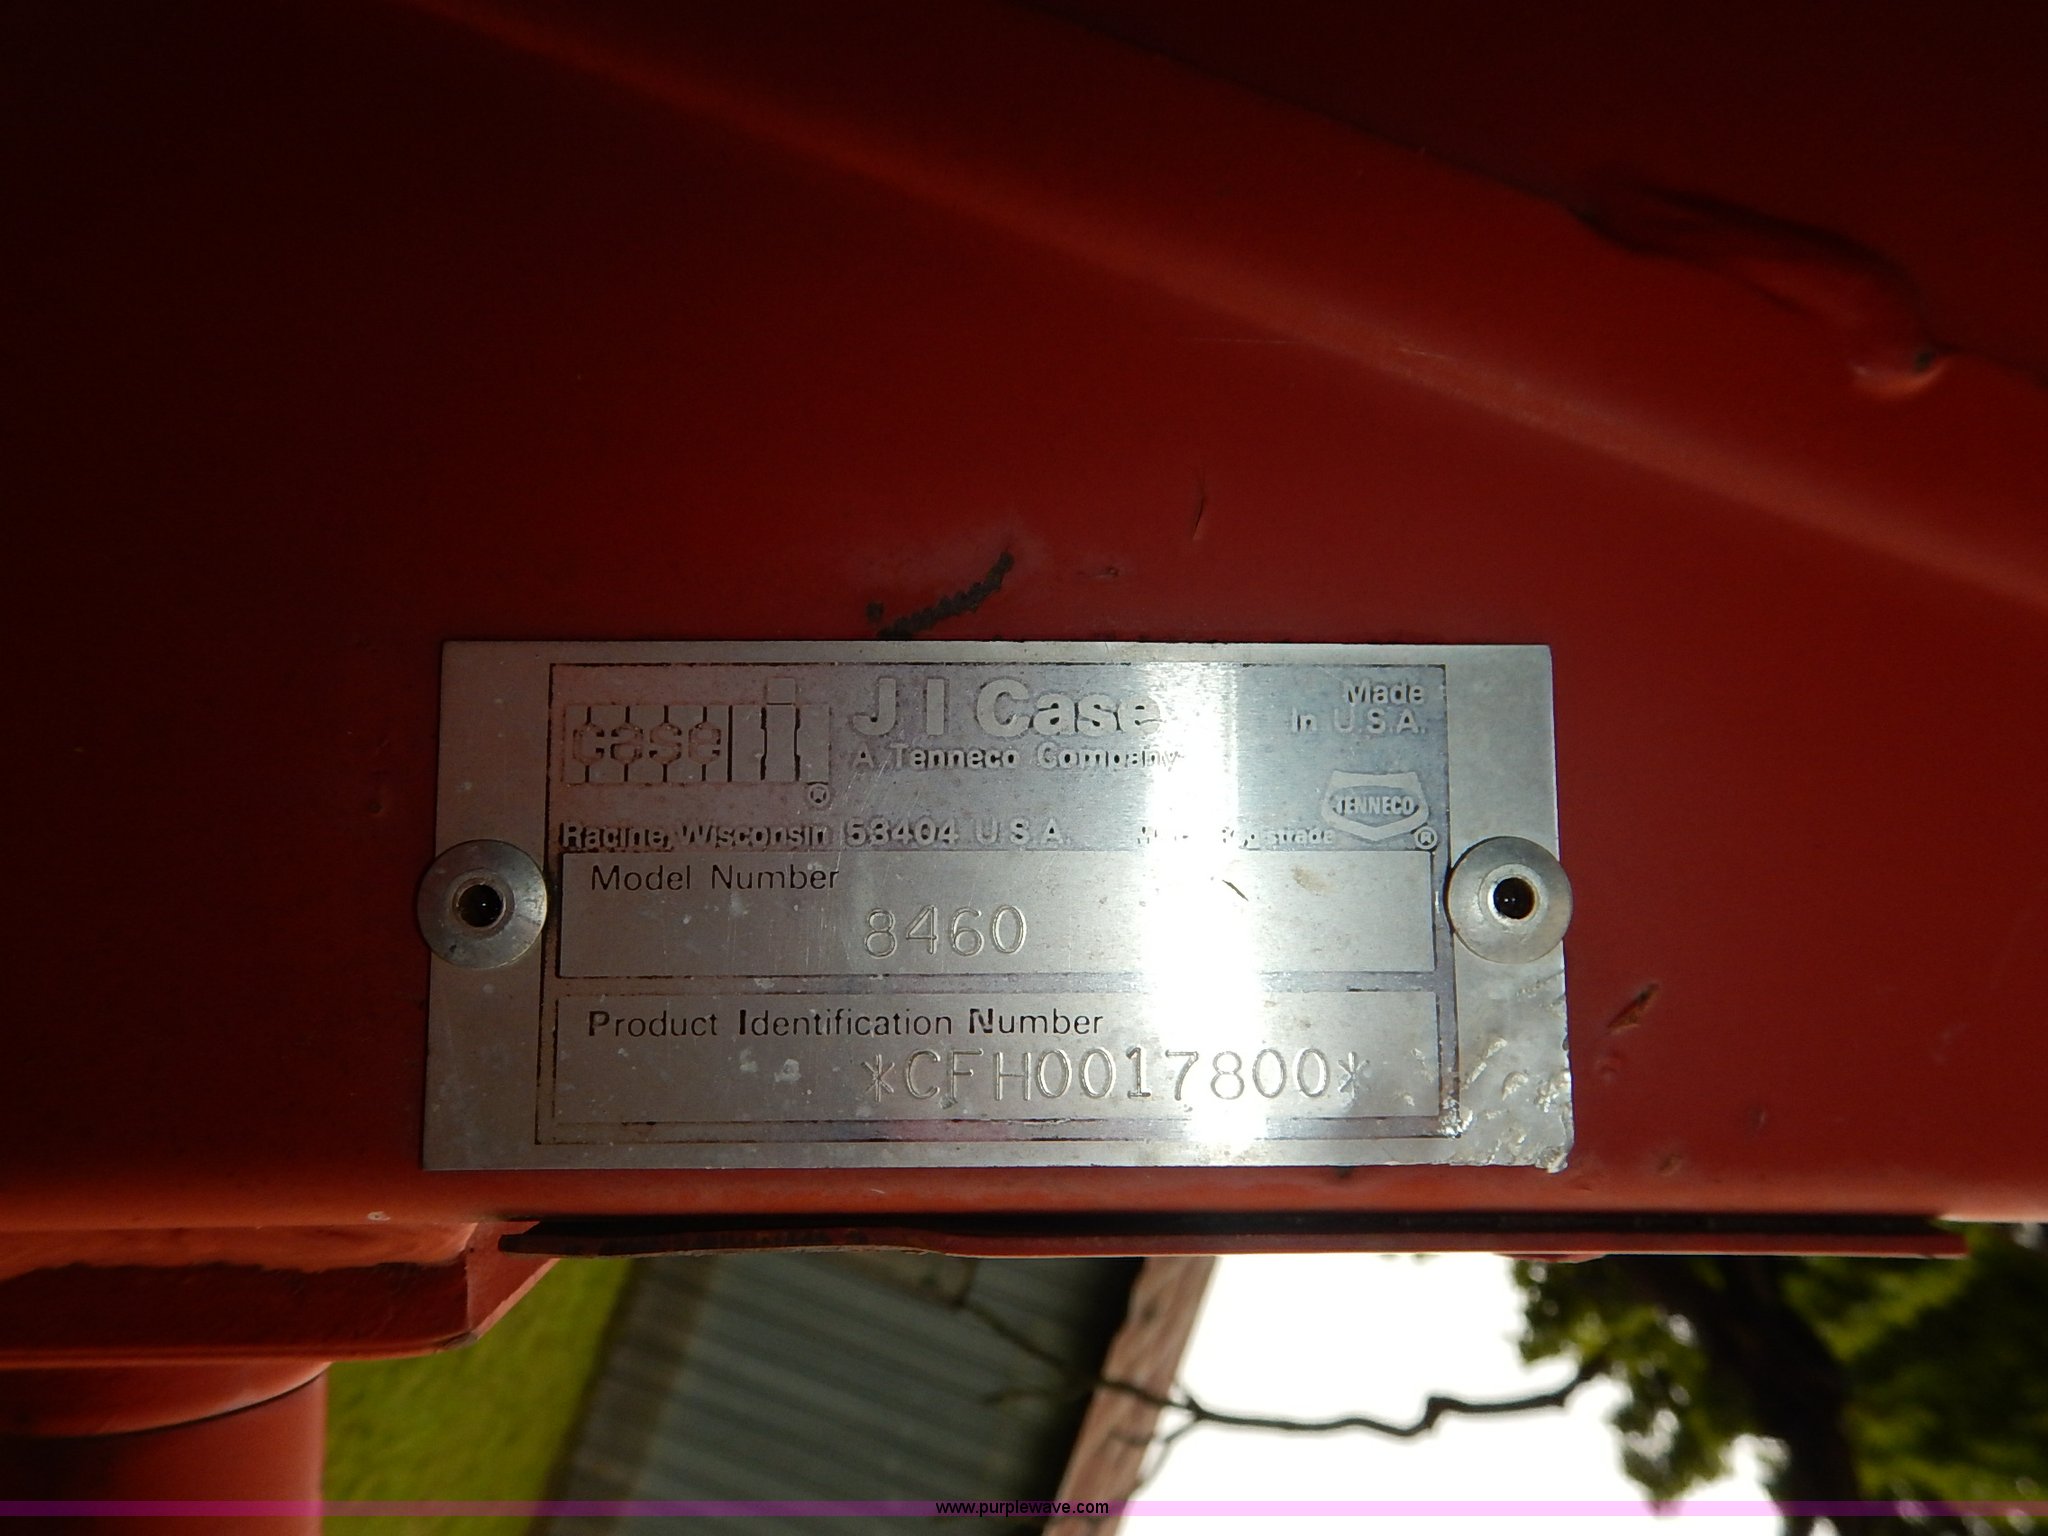 case i
®
J I Case
A Tenneco Company
Made
In U.S.A.
TENNECO
®
Racine, Wisconsin 53404 U.S.A.
Model Number
8460
Product Identification Number
*CFH0017800*
www.purplewave.com